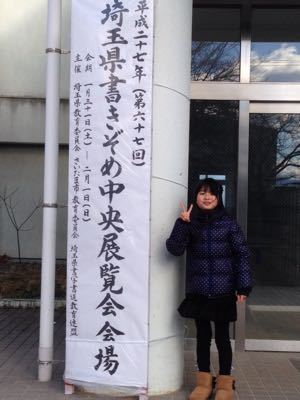 平成二十七年(第六十七回)
埼玉県書きぞめ中央展覧会会場
会期 一月三十一日(土)―二月一日(日)
主催 埼玉県教育委員会 さいたま市教育委員会 埼玉県書写書道教育連盟